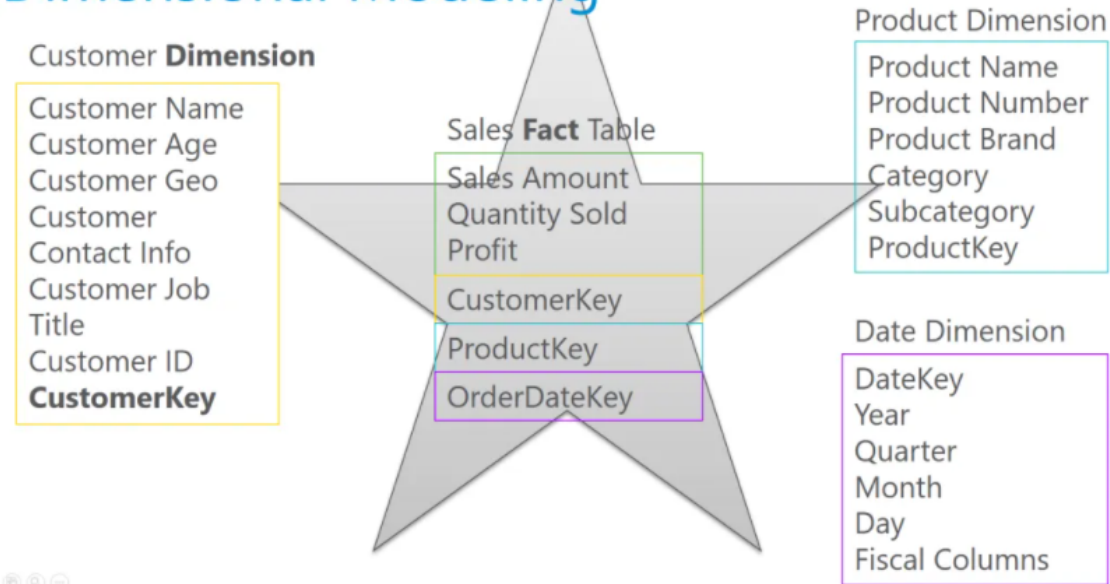 Dimensional Modeling
Customer Dimension
Customer Name
Customer Age
Customer Geo
Customer
Contact Info
Customer Job
Title
Customer ID
CustomerKey
Sales Fact Table
Sales Amount
Quantity Sold
Profit
CustomerKey
ProductKey
OrderDateKey
Product Dimension
Product Name
Product Number
Product Brand
Category
Subcategory
ProductKey
Date Dimension
DateKey
Year
Quarter
Month
Day
Fiscal Columns